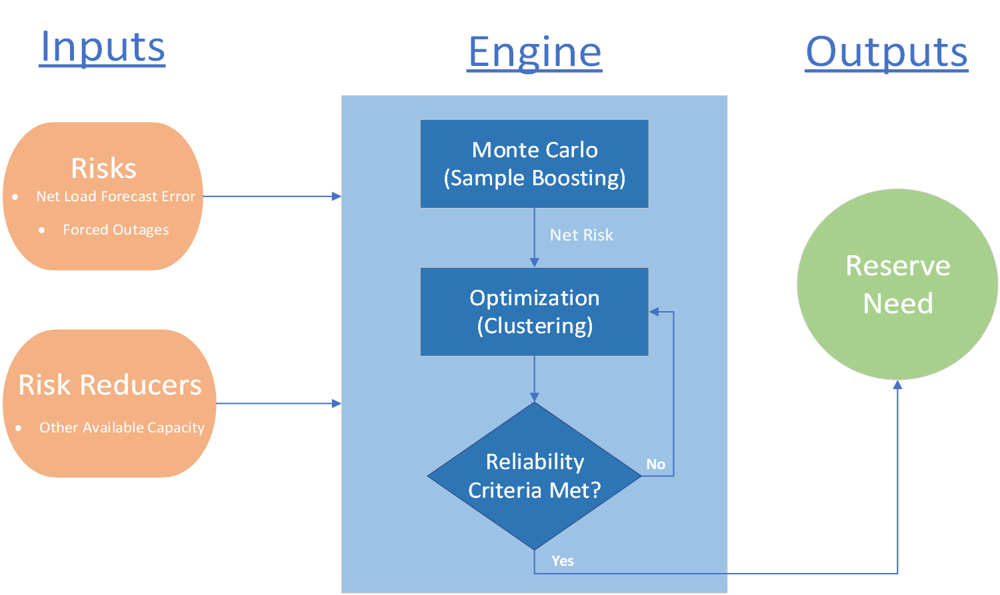 Inputs
Engine
Outputs
Risks
● Net Load Forecast Error
● Forced Outages
Risk Reducers
● Other Available Capacity
Monte Carlo
(Sample Boosting)
Net Risk
Optimization
(Clustering)
Reliability
Criteria Met?
No
Yes
Reserve
Need